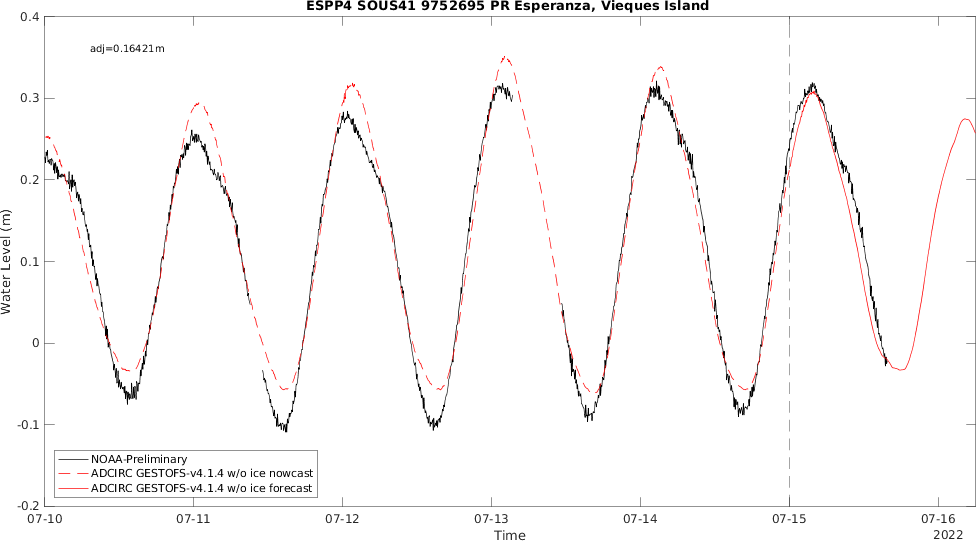 ESPP4 SOUS41 9752695 PR Esperanza, Vieques Island
adj=0.16421m
0.4
0.3
0.2
0.1
0
-0.1
-0.2
Water Level (m)
NOAA-Preliminary
ADCIRC GESTOFS-v4.1.4 w/o ice nowcast
ADCIRC GESTOFS-v4.1.4 w/o ice forecast
07-10 07-11 07-12 07-13 07-14 07-15 07-16
Time
2022